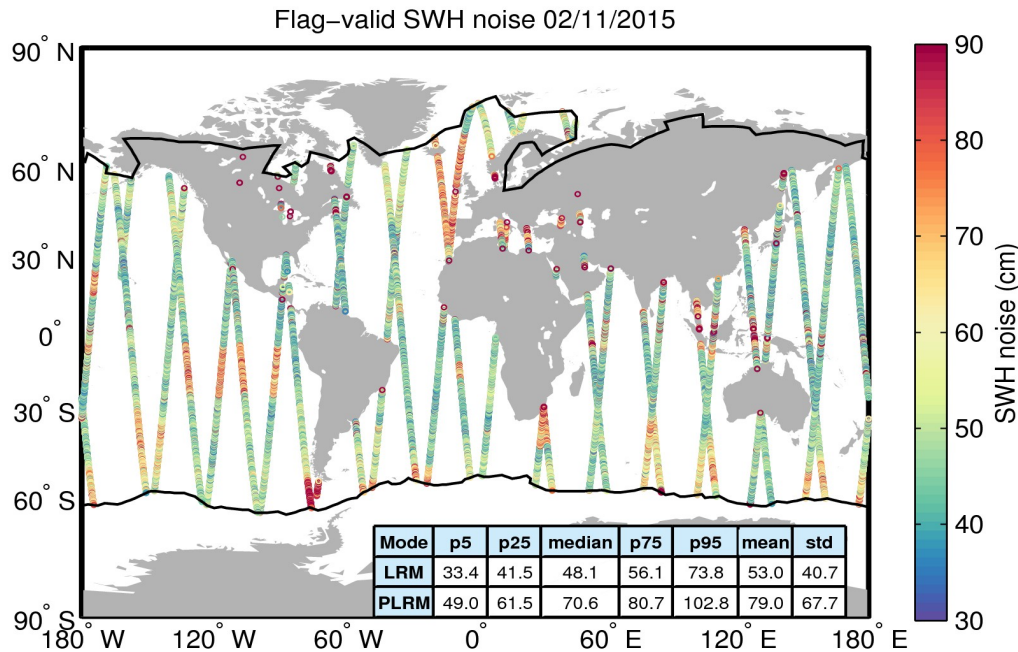 Flag−valid SWH noise 02/11/2015
90° N
60° N
30° N
0°
30° S
60° S
90° S
180° W
120° W
60° W
0°
60° E
120° E
180° E
Mode p5 p25 median p75 p95 mean std
LRM 33.4 41.5 48.1 56.1 73.8 53.0 40.7
PLRM 49.0 61.5 70.6 80.7 102.8 79.0 67.7
90
80
70
60
50
40
30
SWH noise (cm)